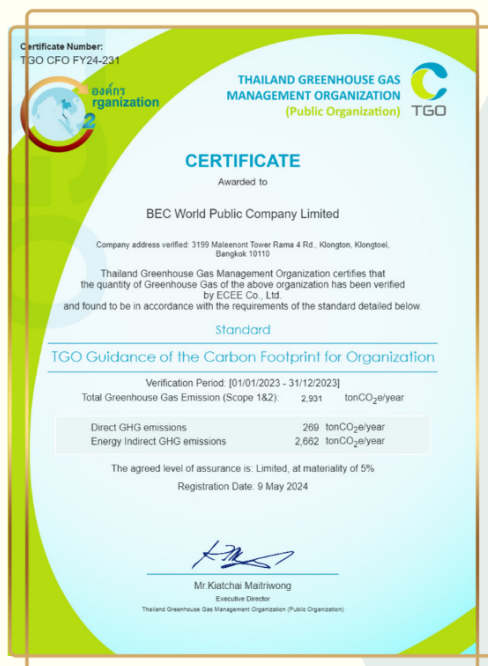 Certificate Number:
TGO CFO FY24-231
องค์กร
rganization
2
THAILAND GREENHOUSE GAS
MANAGEMENT ORGANIZATION
(Public Organization)
TGO
CERTIFICATE
Awarded to
BEC World Public Company Limited
Company address verified: 3199 Maleenont Tower Rama 4 Rd., Klongton, Klongtoei,
Bangkok 10110
Thailand Greenhouse Gas Management Organization certifies that
the quantity of Greenhouse Gas of the above organization has been verified
by ECEE Co., Ltd.
and found to be in accordance with the requirements of the standard detailed below.
Standard
TGO Guidance of the Carbon Footprint for Organization
Verification Period: [01/01/2023 - 31/12/2023]
Total Greenhouse Gas Emission (Scope 1&2): 2,931 tonCO2e/year
Direct GHG emissions 269 tonCO2e/year
Energy Indirect GHG emissions 2,662 tonCO2e/year
The agreed level of assurance is: Limited, at materiality of 5%
Registration Date: 9 May 2024
Mr.Kiatchai Maitriwong
Executive Director
Thailand Greenhouse Gas Management Organization (Public Organization)